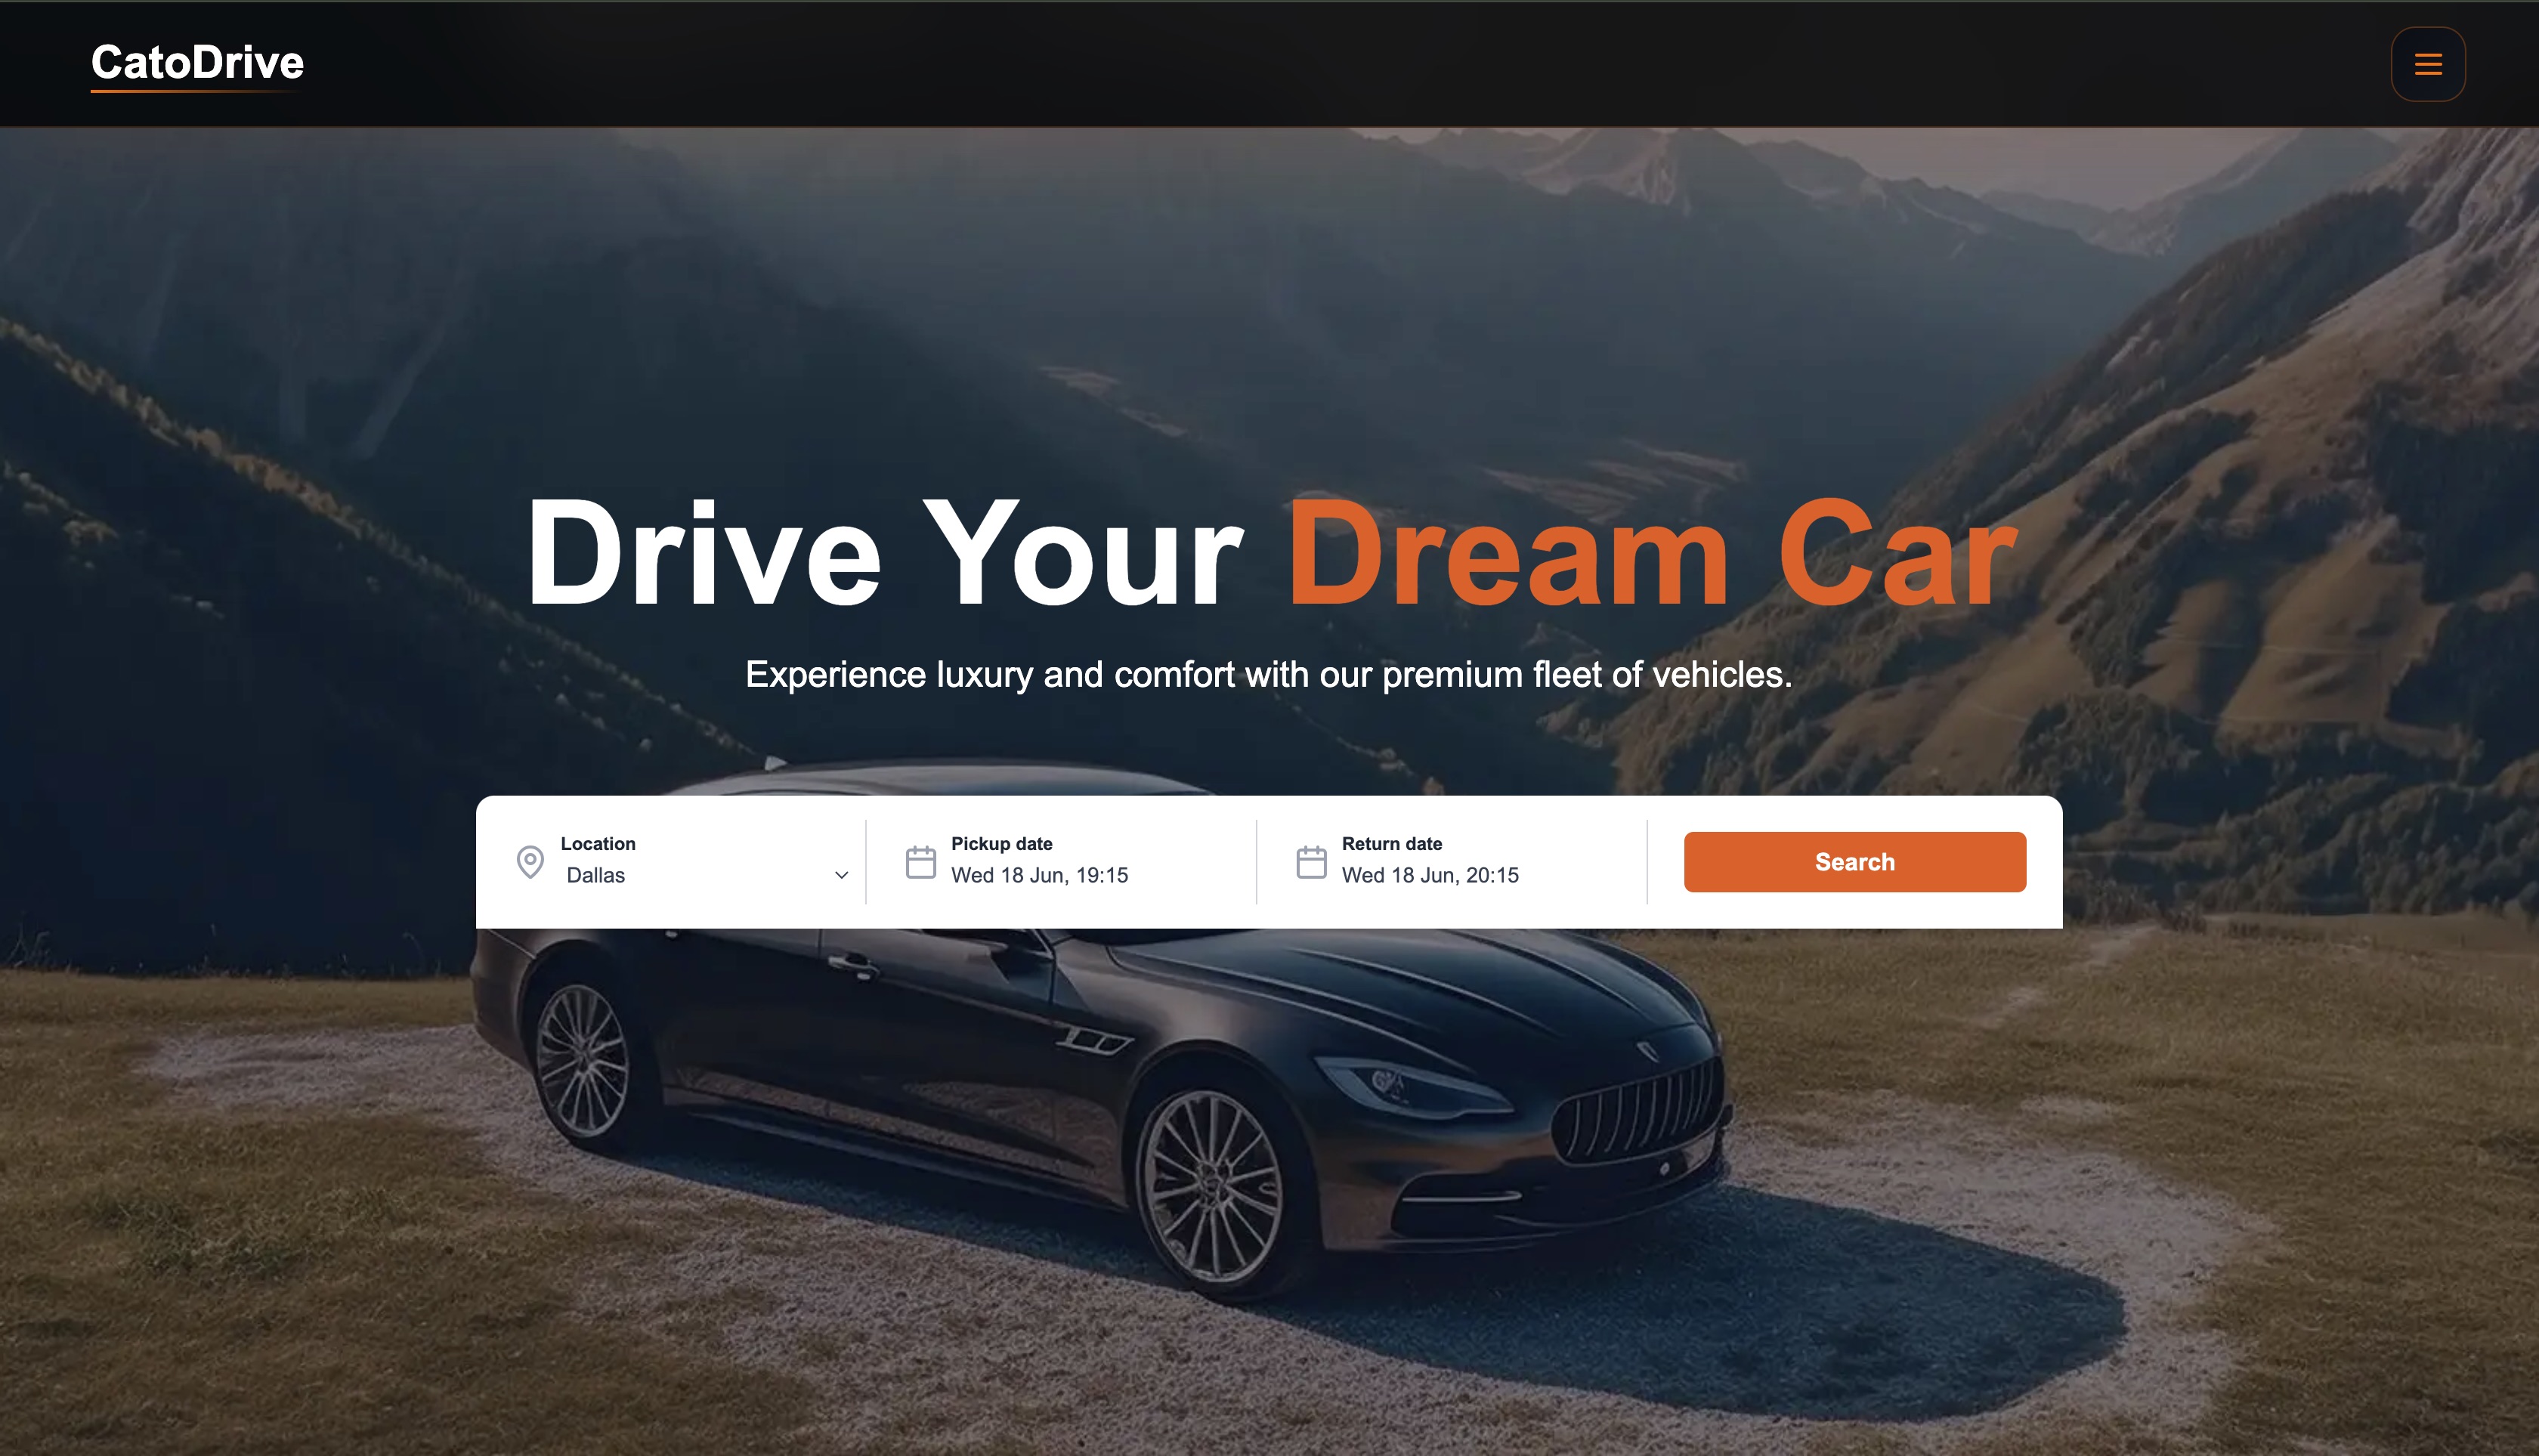 CatoDrive
Drive Your Dream Car
Experience luxury and comfort with our premium fleet of vehicles.
Location
Dallas
Pickup date
Wed 18 Jun, 19:15
Return date
Wed 18 Jun, 20:15
Search